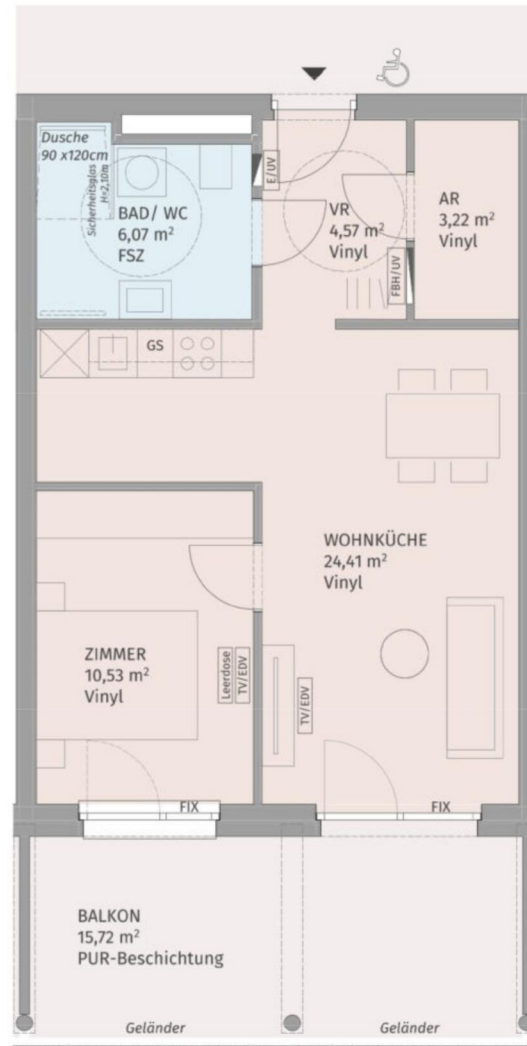 Dusche
90 x120cm
Sicherheitsglas
H=2,10m
BAD/ WC
6,07 m²
FSZ
E/UV
VR
4,57 m²
Vinyl
AR
3,22 m²
Vinyl
FBH/UV
GS
WOHNKÜCHE
24,41 m²
Vinyl
ZIMMER
10,53 m²
Vinyl
Leerdose
TV/EDV
TV/EDV
FIX
FIX
BALKON
15,72 m²
PUR-Beschichtung
Geländer
Geländer